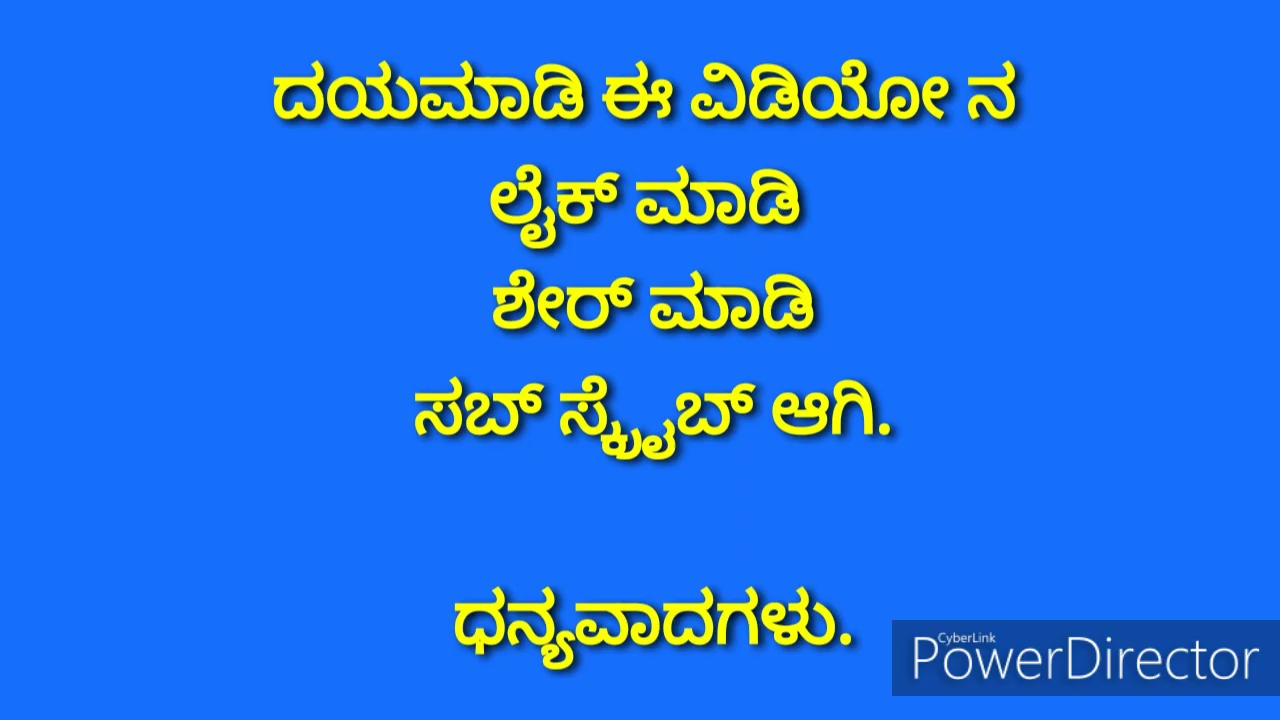 ದಯಮಾಡಿ ಈ ವಿಡಿಯೋ ನ
ಲೈಕ್ ಮಾಡಿ
ಶೇರ್ ಮಾಡಿ
ಸಬ್ ಸ್ಕ್ರೈಬ್ ಆಗಿ.
ಧನ್ಯವಾದಗಳು.
CyberLink
PowerDirector